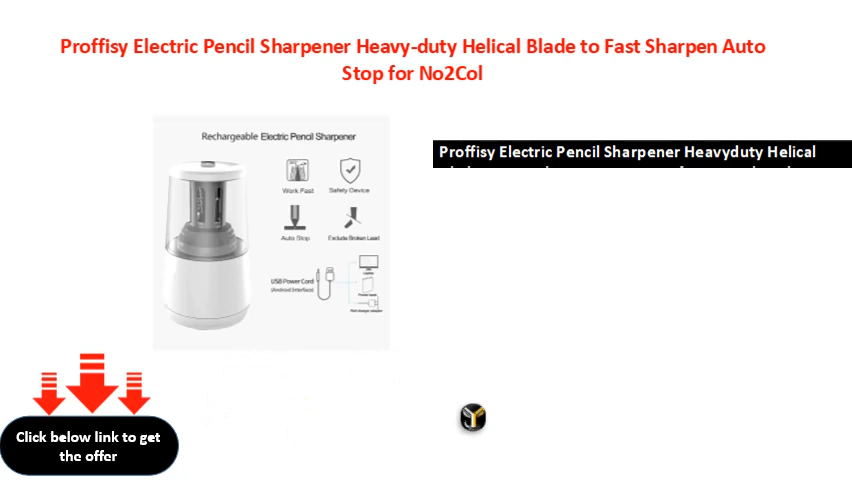 Proffisy Electric Pencil Sharpener Heavy-duty Helical Blade to Fast Sharpen Auto
Stop for No2Col
Rechargeable Electric Pencil Sharpener
Work Fast
Safety Device
Auto Stop
Exclude Broken Lead
USB Power Cord
(Android Interface)
Power bank
Proffisy Electric Pencil Sharpener Heavyduty Helical
Click below link to get
the offer